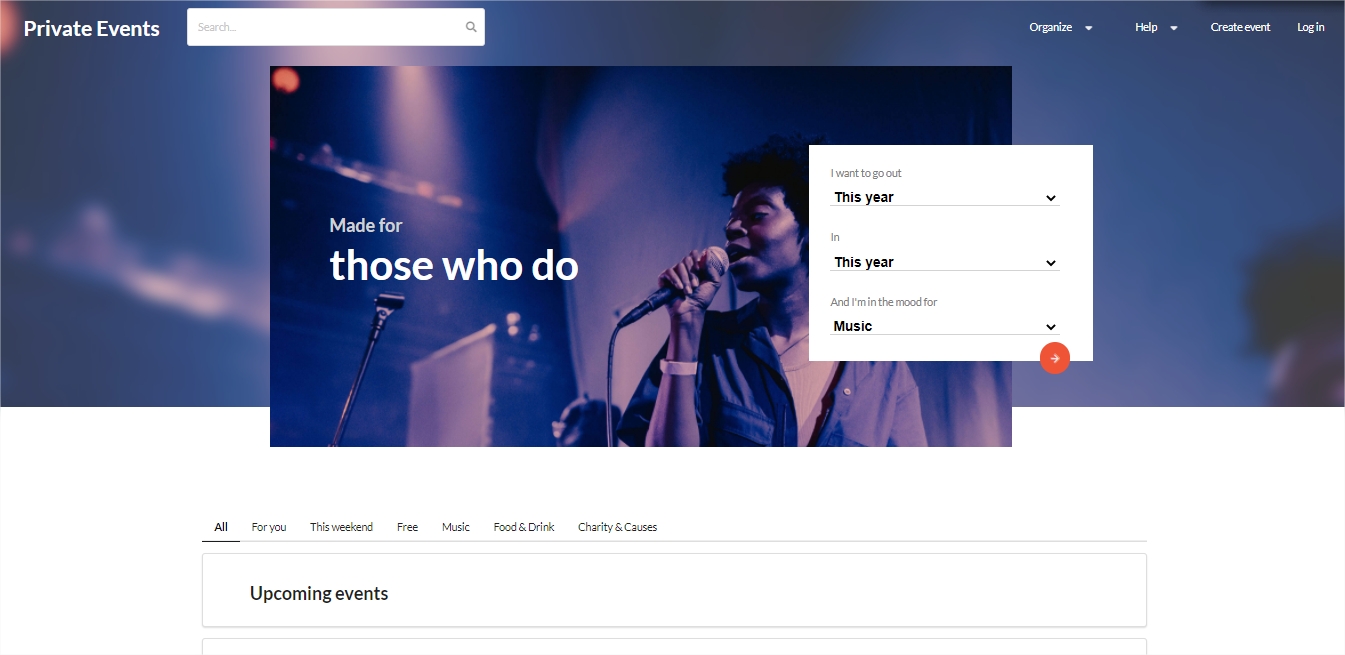 Private Events
Search...
Organize
Help
Create event
Log in
Made for
those who do
I want to go out
This year
In
This year
And I'm in the mood for
Music
All
For you
This weekend
Free
Music
Food & Drink
Charity & Causes
Upcoming events